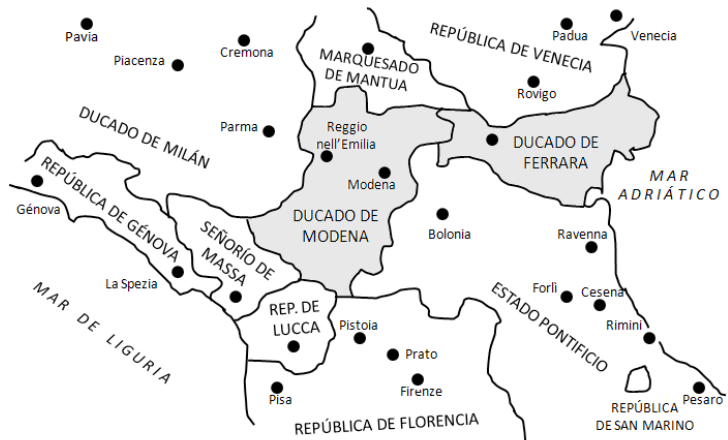 Pavia
Cremona
Piacenza
MARQUESADO
DE MANTUA
REPÚBLICA DE VENECIA
Padua
Venecia
Rovigo
DUCADO DE MILÁN
Parma
Reggio
nell'Emilia
Modena
DUCADO DE
FERRARA
MAR
ADRIÁTICO
REPÚBLICA DE GÉNOVA
Génova
SEÑORÍO DE
MASSA
DUCADO DE
MODENA
Bolonia
Ravenna
La Spezia
MAR DE LIGURIA
REP. DE
LUCCA
Pistoia
Prato
Firenze
Pisa
REPÚBLICA DE FLORENCIA
ESTADO PONTIFICIO
Forlì
Cesena
Rimini
Pesaro
REPÚBLICA
DE SAN MARINO